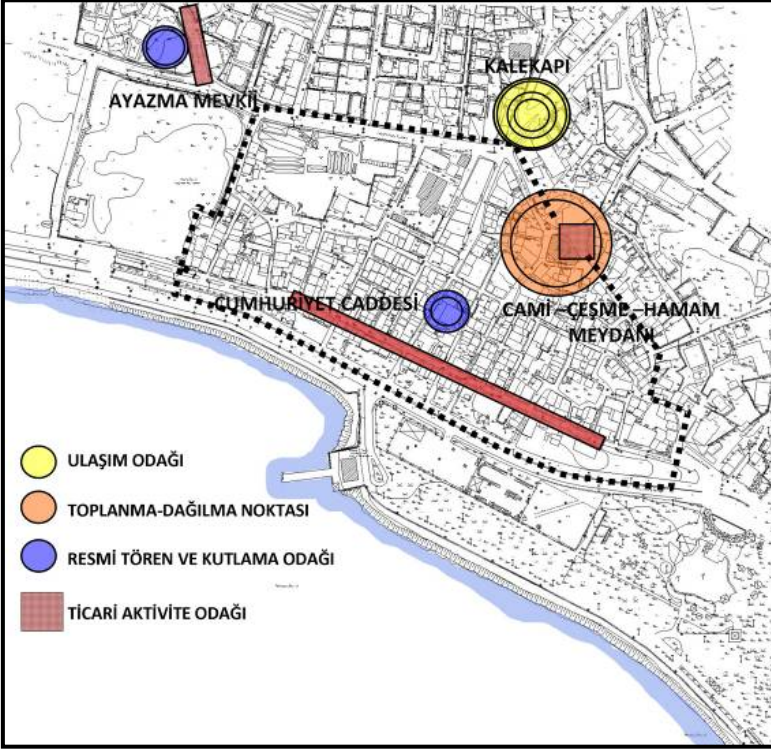 KALEKAPI
AYAZMA MEVKİİ
CUMHURİYET CADDESİ
CAMİ –ÇEŞME –HAMAM
MEYDANI
ULAŞIM ODAĞI
TOPLANMA-DAĞILMA NOKTASI
RESMİ TÖREN VE KUTLAMA ODAĞI
TİCARİ AKTİVİTE ODAĞI